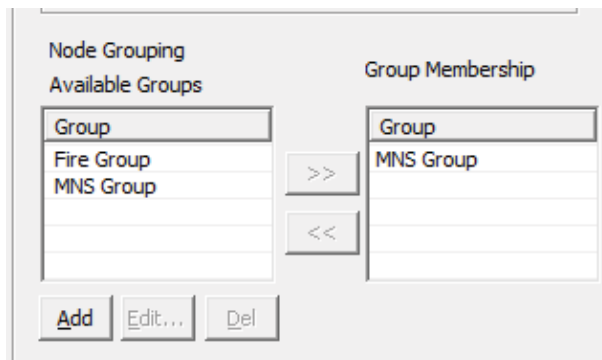 Node Grouping
Available Groups
Group Membership
Group
Fire Group
MNS Group
Group
MNS Group
>>
<<
Add
Edit...
Del